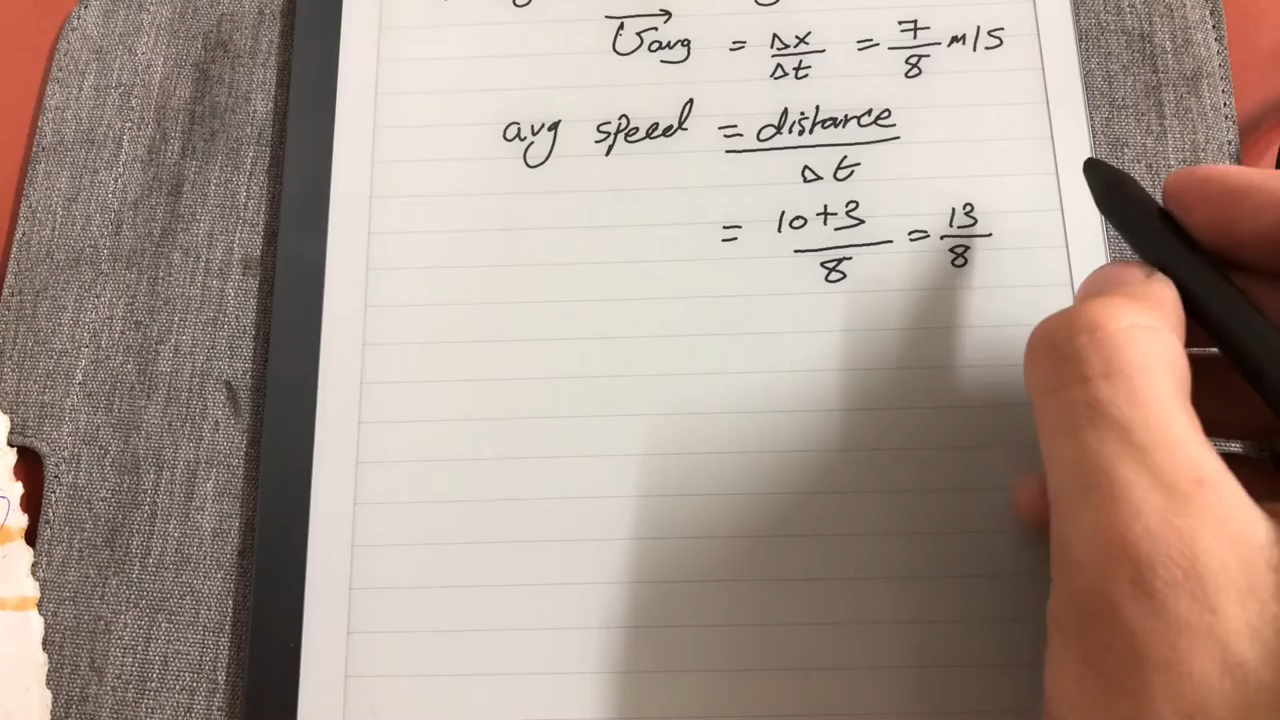 v⃗avg = Δx/Δt = 7/8 m/s
avg speed = distance/Δt
= 10+3/8 = 13/8